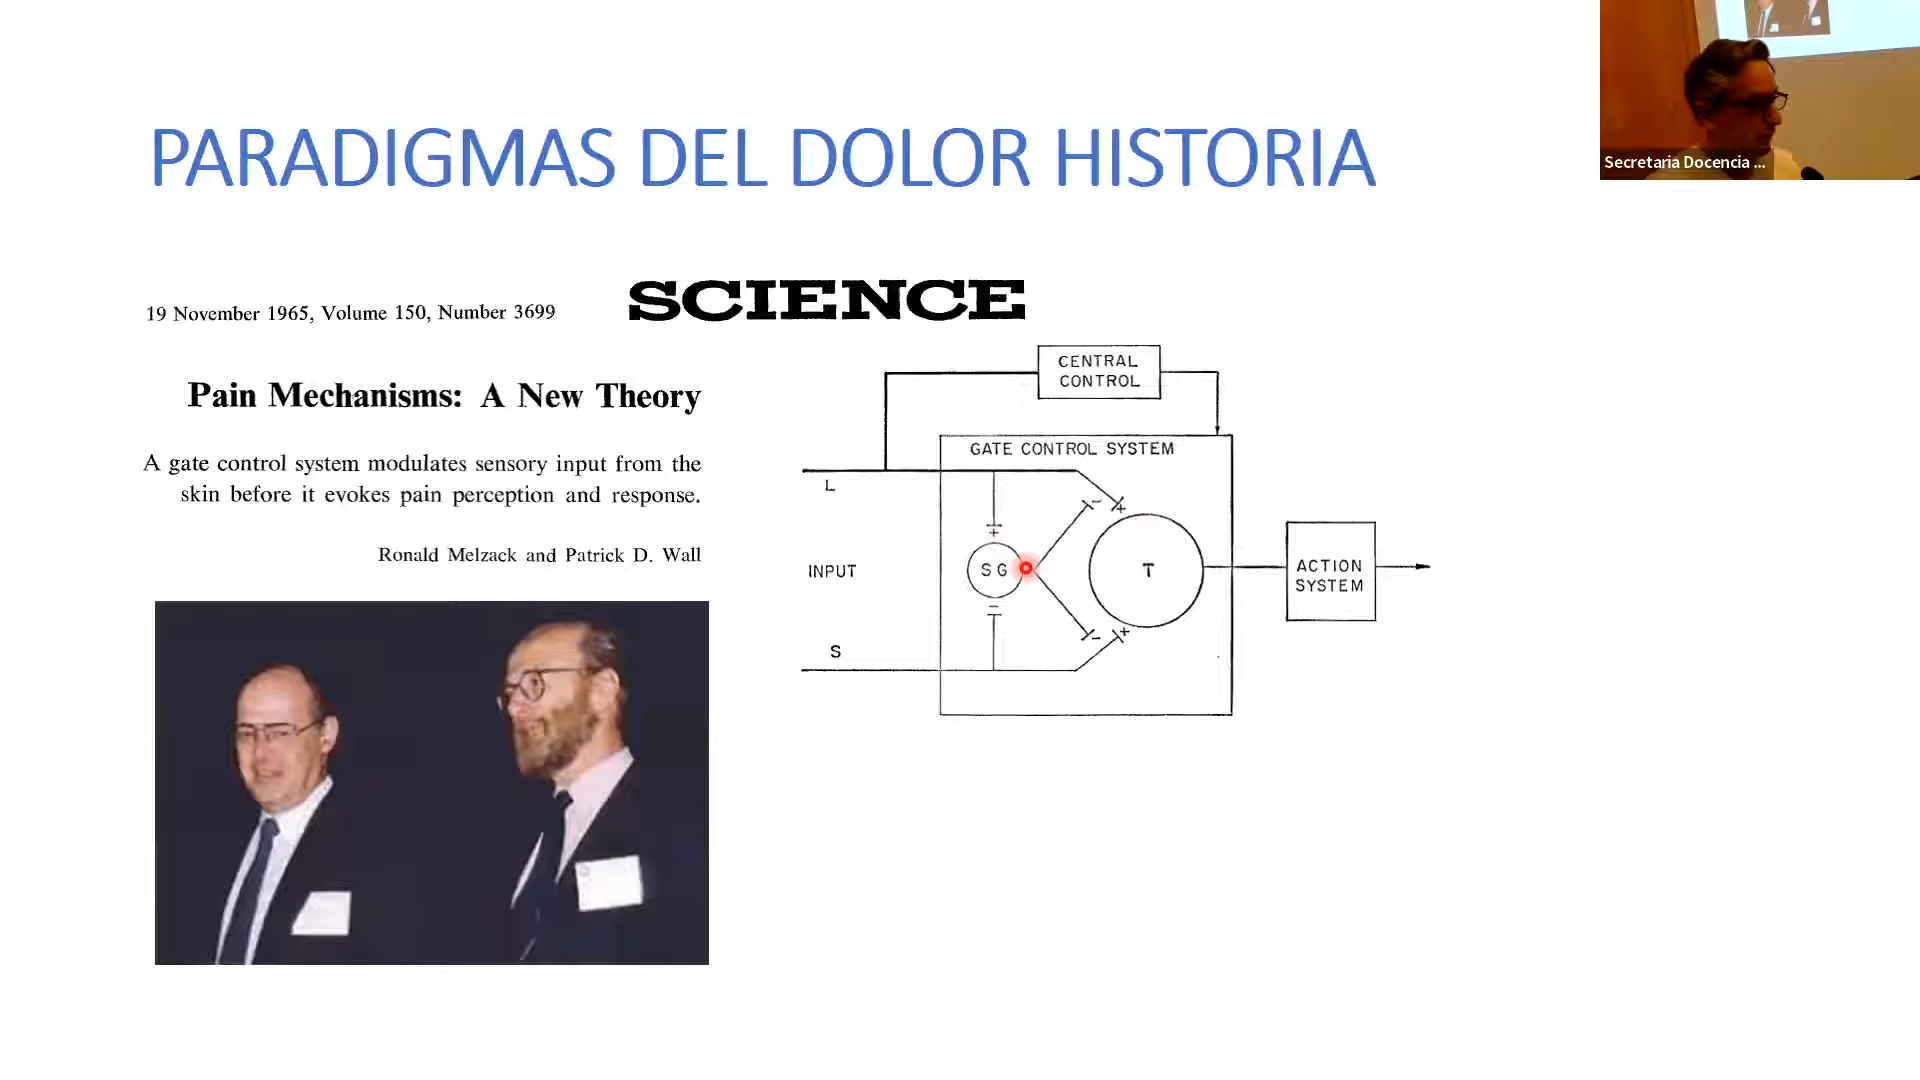 PARADIGMAS DEL DOLOR HISTORIA
Secretaria Docencia ...
19 November 1965, Volume 150, Number 3699
SCIENCE
Pain Mechanisms: A New Theory
A gate control system modulates sensory input from the
skin before it evokes pain perception and response.
Ronald Melzack and Patrick D. Wall
CENTRAL
CONTROL
GATE CONTROL SYSTEM
L
+
-
+
INPUT
S G
T
ACTION
SYSTEM
-
-
+
S